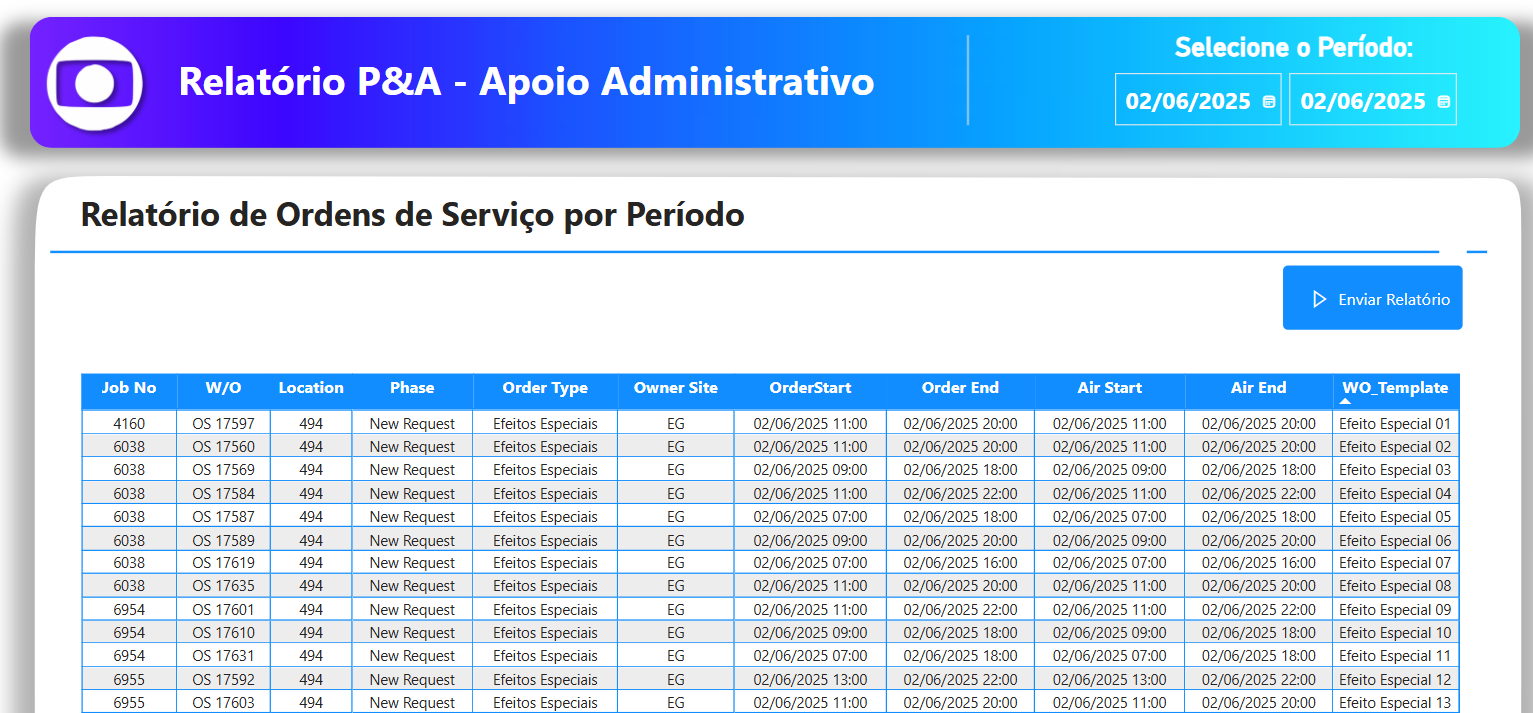 Relatório P&A - Apoio Administrativo
Selecione o Período:
02/06/2025 02/06/2025
Relatório de Ordens de Serviço por Período
Enviar Relatório
Job No W/O Location Phase Order Type Owner Site OrderStart Order End Air Start Air End WO_Template
4160 OS 17597 494 New Request Efeitos Especiais EG 02/06/2025 11:00 02/06/2025 20:00 02/06/2025 11:00 02/06/2025 20:00 Efeito Especial 01
6038 OS 17560 494 New Request Efeitos Especiais EG 02/06/2025 11:00 02/06/2025 20:00 02/06/2025 11:00 02/06/2025 20:00 Efeito Especial 02
6038 OS 17569 494 New Request Efeitos Especiais EG 02/06/2025 09:00 02/06/2025 18:00 02/06/2025 09:00 02/06/2025 18:00 Efeito Especial 03
6038 OS 17584 494 New Request Efeitos Especiais EG 02/06/2025 11:00 02/06/2025 22:00 02/06/2025 11:00 02/06/2025 22:00 Efeito Especial 04
6038 OS 17587 494 New Request Efeitos Especiais EG 02/06/2025 07:00 02/06/2025 18:00 02/06/2025 07:00 02/06/2025 18:00 Efeito Especial 05
6038 OS 17589 494 New Request Efeitos Especiais EG 02/06/2025 09:00 02/06/2025 20:00 02/06/2025 09:00 02/06/2025 20:00 Efeito Especial 06
6038 OS 17619 494 New Request Efeitos Especiais EG 02/06/2025 07:00 02/06/2025 16:00 02/06/2025 07:00 02/06/2025 16:00 Efeito Especial 07
6038 OS 17635 494 New Request Efeitos Especiais EG 02/06/2025 11:00 02/06/2025 20:00 02/06/2025 11:00 02/06/2025 20:00 Efeito Especial 08
6954 OS 17601 494 New Request Efeitos Especiais EG 02/06/2025 11:00 02/06/2025 22:00 02/06/2025 11:00 02/06/2025 22:00 Efeito Especial 09
6954 OS 17610 494 New Request Efeitos Especiais EG 02/06/2025 09:00 02/06/2025 18:00 02/06/2025 09:00 02/06/2025 18:00 Efeito Especial 10
6954 OS 17631 494 New Request Efeitos Especiais EG 02/06/2025 07:00 02/06/2025 18:00 02/06/2025 07:00 02/06/2025 18:00 Efeito Especial 11
6955 OS 17592 494 New Request Efeitos Especiais EG 02/06/2025 13:00 02/06/2025 22:00 02/06/2025 13:00 02/06/2025 22:00 Efeito Especial 12
6955 OS 17603 494 New Request Efeitos Especiais EG 02/06/2025 11:00 02/06/2025 20:00 02/06/2025 11:00 02/06/2025 20:00 Efeito Especial 13